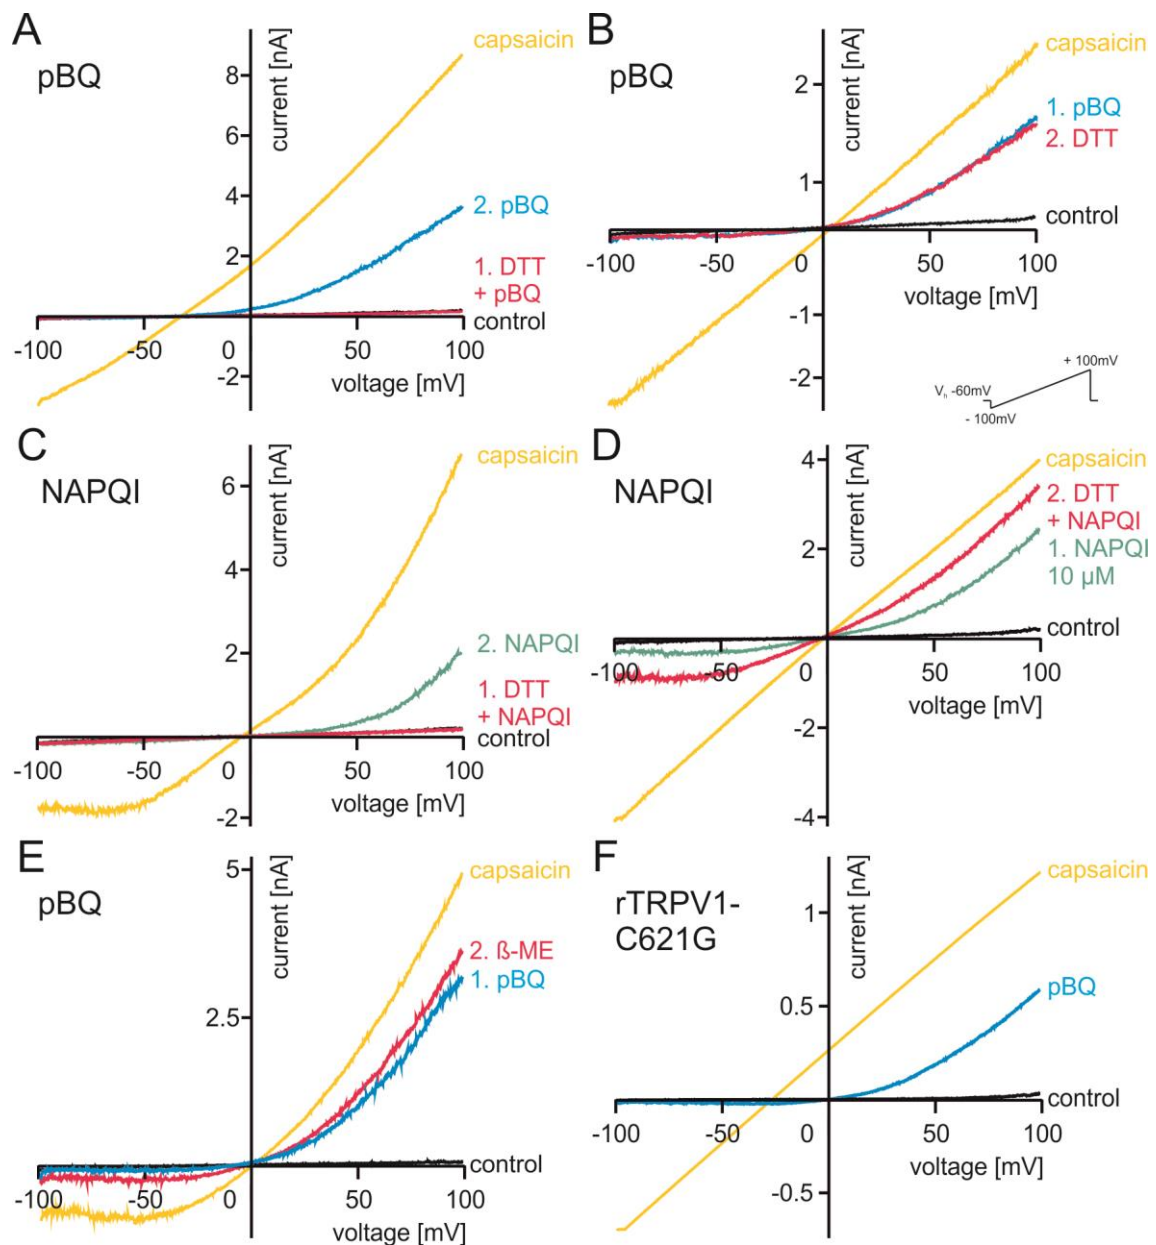 A
pBQ
current [nA]
capsaicin
8
6
4
2
-2
2. pBQ
1. DTT
+ pBQ
control
-100
-50
0
50
100
voltage [mV]
B
pBQ
current [nA]
capsaicin
2
1
-1
-2
1. pBQ
2. DTT
control
-100
-50
0
50
100
voltage [mV]
+ 100mV
Vh -60mV
- 100mV
C
NAPQI
current [nA]
capsaicin
6
4
2
-2
2. NAPQI
1. DTT
+ NAPQI
control
-100
-50
0
50
100
voltage [mV]
D
NAPQI
current [nA]
capsaicin
4
2
-2
-4
2. DTT
+ NAPQI
1. NAPQI
10 µM
control
-100
-50
0
50
100
voltage [mV]
E
pBQ
current [nA]
capsaicin
5
2.5
2. ß-ME
1. pBQ
control
-100
-50
0
50
100
voltage [mV]
F
rTRPV1-
C621G
current [nA]
capsaicin
1
0.5
-0.5
pBQ
control
-100
-50
0
50
100
voltage [mV]